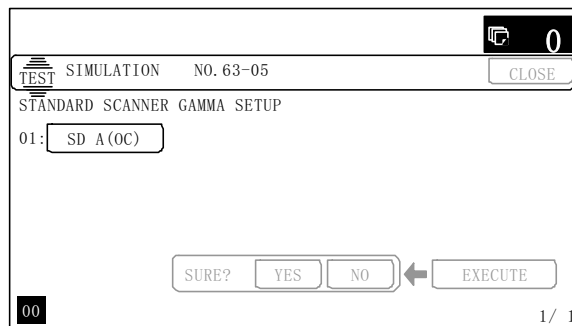 0
TEST SIMULATION NO. 63-05 CLOSE
STANDARD SCANNER GAMMA SETUP
01: SD A(OC)
SURE? YES NO EXECUTE
00 1/ 1